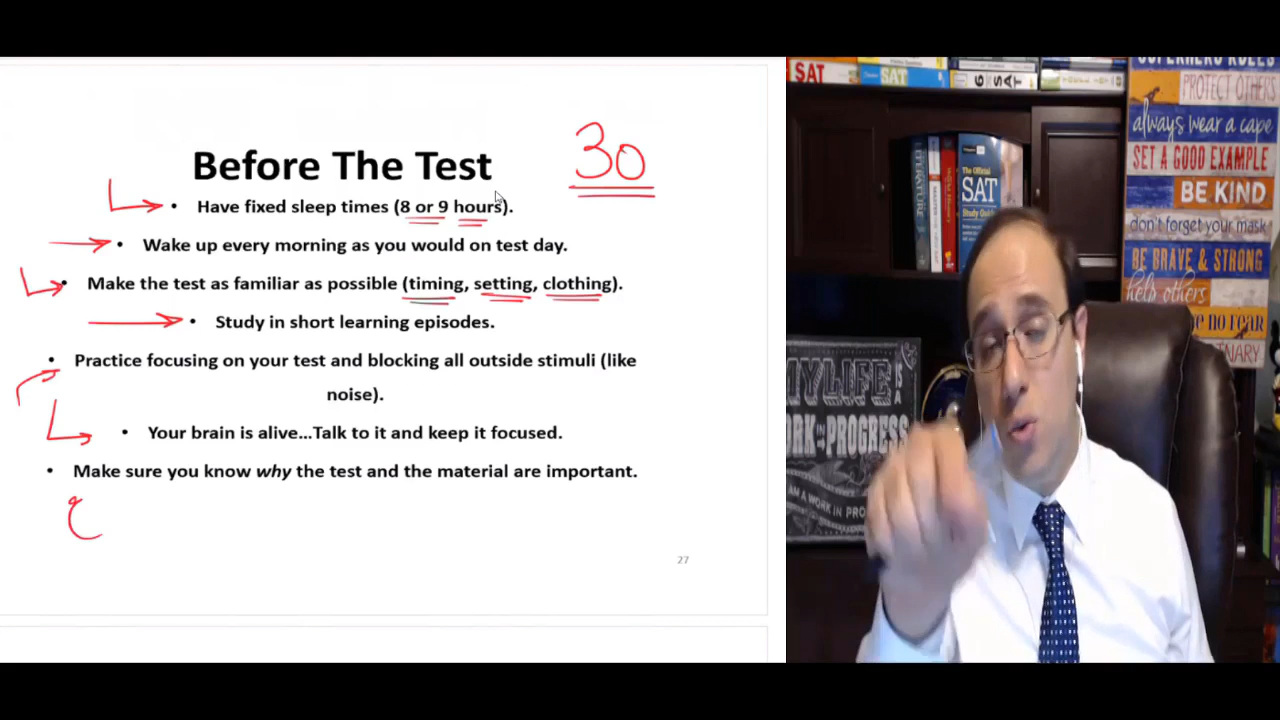 Before The Test
30
• Have fixed sleep times (8 or 9 hours).
• Wake up every morning as you would on test day.
• Make the test as familiar as possible (timing, setting, clothing).
• Study in short learning episodes.
• Practice focusing on your test and blocking all outside stimuli (like
noise).
• Your brain is alive...Talk to it and keep it focused.
• Make sure you know why the test and the material are important.
27
SAT
SAT
SAT
LITERATURE
The Official
SAT
Study Guide
SUPERHERO RULES
PROTECT OTHERS
always wear a cape
SET A GOOD EXAMPLE
BE KIND
don't forget your mask
BE BRAVE & STRONG
help others
no fear
MY LIFE
IS A
WORK IN
PROGRESS